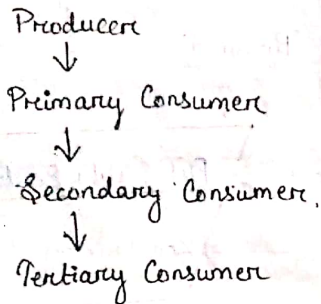 Producer
↓
Primary Consumer
↓
Secondary Consumer.
↓
Tertiary Consumer